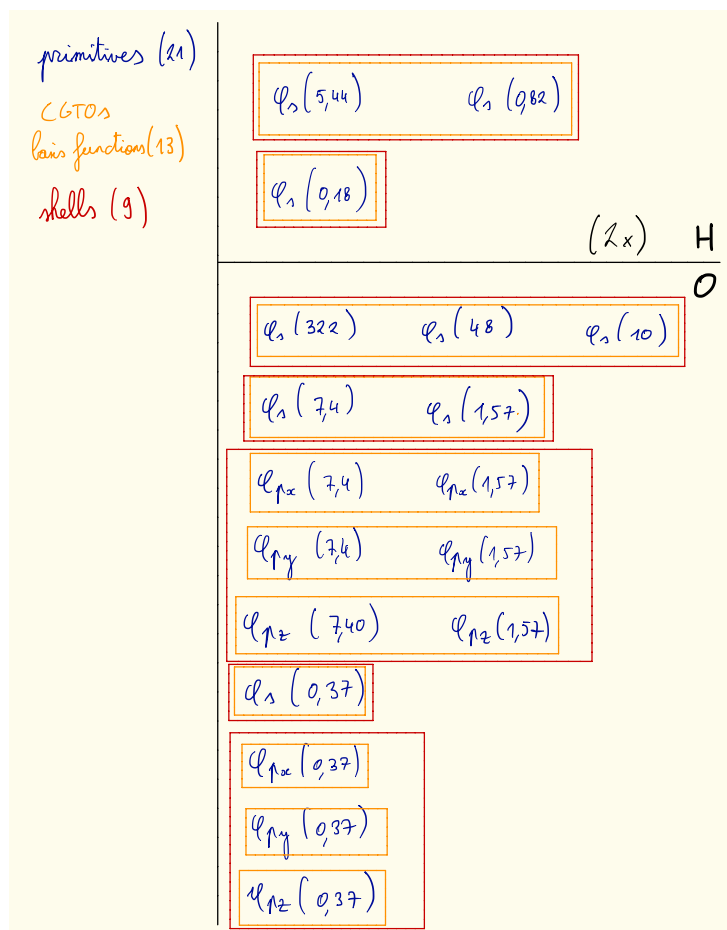 primitives (21)
CGTOs
basis functions (13)
shells (9)
φs (5,44) φs (0,82)
φs (0,18)
(2x) H
O
φs (322) φs (48) φs (10)
φs (7,4) φs (1,57)
φpx (7,4) φpx (1,57)
φpy (7,4) φpy (1,57)
φpz (7,40) φpz (1,57)
φs (0,37)
φpx (0,37)
φpy (0,37)
φpz (0,37)